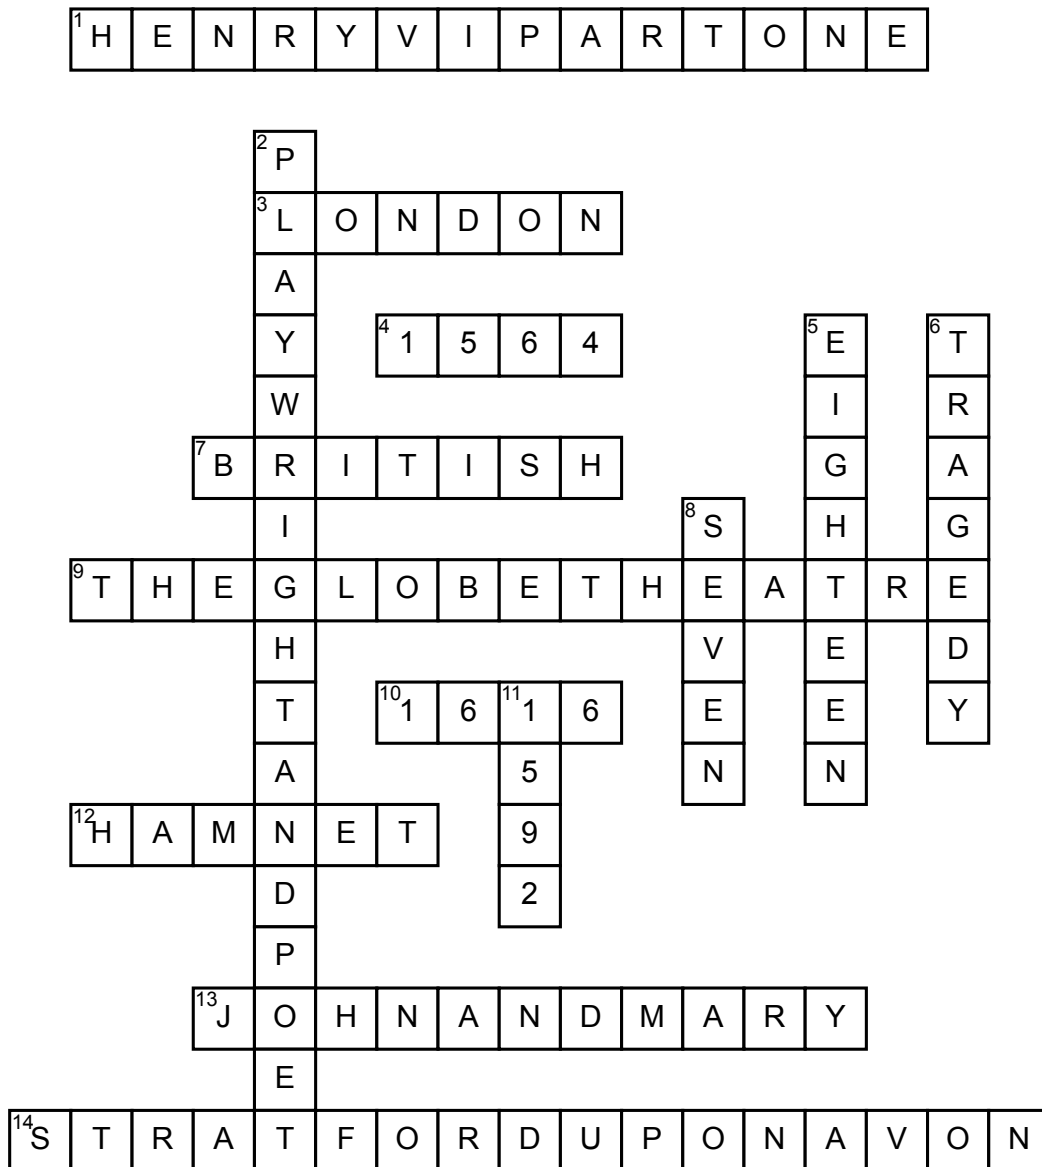 1 H E N R Y V I P A R T O N E
2 P
3 L O N D O N
A
Y 4 1 5 6 4 5 E 6 T
W I R
7 B R I T I S H G A
I 8 S H G
9 T H E G L O B E T H E A T R E
H V E D
T 10 1 6 11 1 6 E E Y
A 5 N N
12 H A M N E T 9
D 2
P
13 J O H N A N D M A R Y
E
14 S T R A T F O R D U P O N A V O N